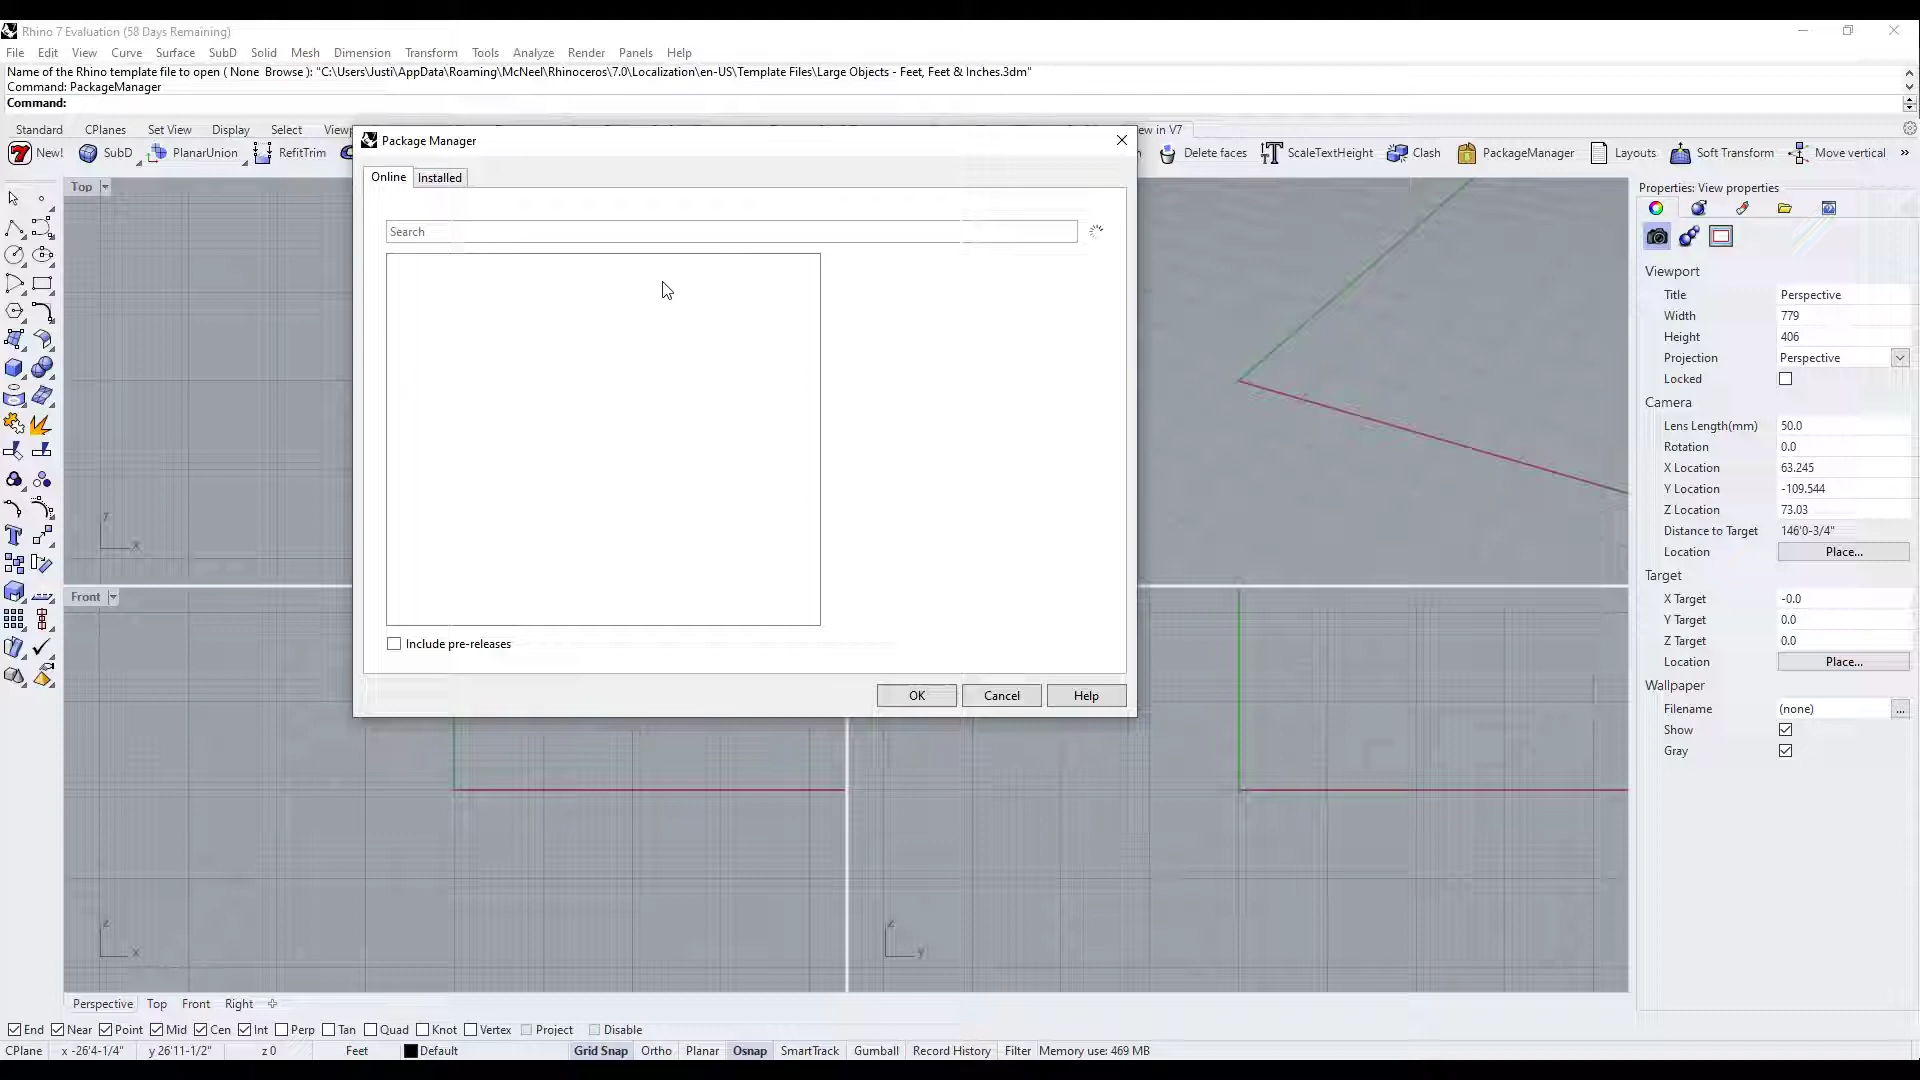 Rhino 7 Evaluation (58 Days Remaining)
File Edit View Curve Surface SubD Solid Mesh Dimension Transform Tools Analyze Render Panels Help
Name of the Rhino template file to open ( None Browse ): "C:\Users\Justi\AppData\Roaming\McNeel\Rhinoceros\7.0\Localization\en-US\Template Files\Large Objects - Feet, Feet & Inches.3dm"
Command: PackageManager
Command:
Standard CPlanes Set View Display Select Viewp ew in V7
7 New! SubD PlanarUnion RefitTrim Delete faces ScaleTextHeight Clash PackageManager Layouts Soft Transform Move vertical »
Package Manager
Online Installed
Search
Include pre-releases
OK Cancel Help
Top
y
x
Front
z
x
z
y
Properties: View properties
Viewport
Title Perspective
Width 779
Height 406
Projection Perspective
Locked
Camera
Lens Length(mm) 50.0
Rotation 0.0
X Location 63.245
Y Location -109.544
Z Location 73.03
Distance to Target 146'0-3/4"
Location Place...
Target
X Target -0.0
Y Target 0.0
Z Target 0.0
Location Place...
Wallpaper
Filename (none) ...
Show
Gray
Perspective Top Front Right
End Near Point Mid Cen Int Perp Tan Quad Knot Vertex Project Disable
CPlane x -26'4-1/4" y 26'11-1/2" z 0 Feet Default Grid Snap Ortho Planar Osnap SmartTrack Gumball Record History Filter Memory use: 469 MB